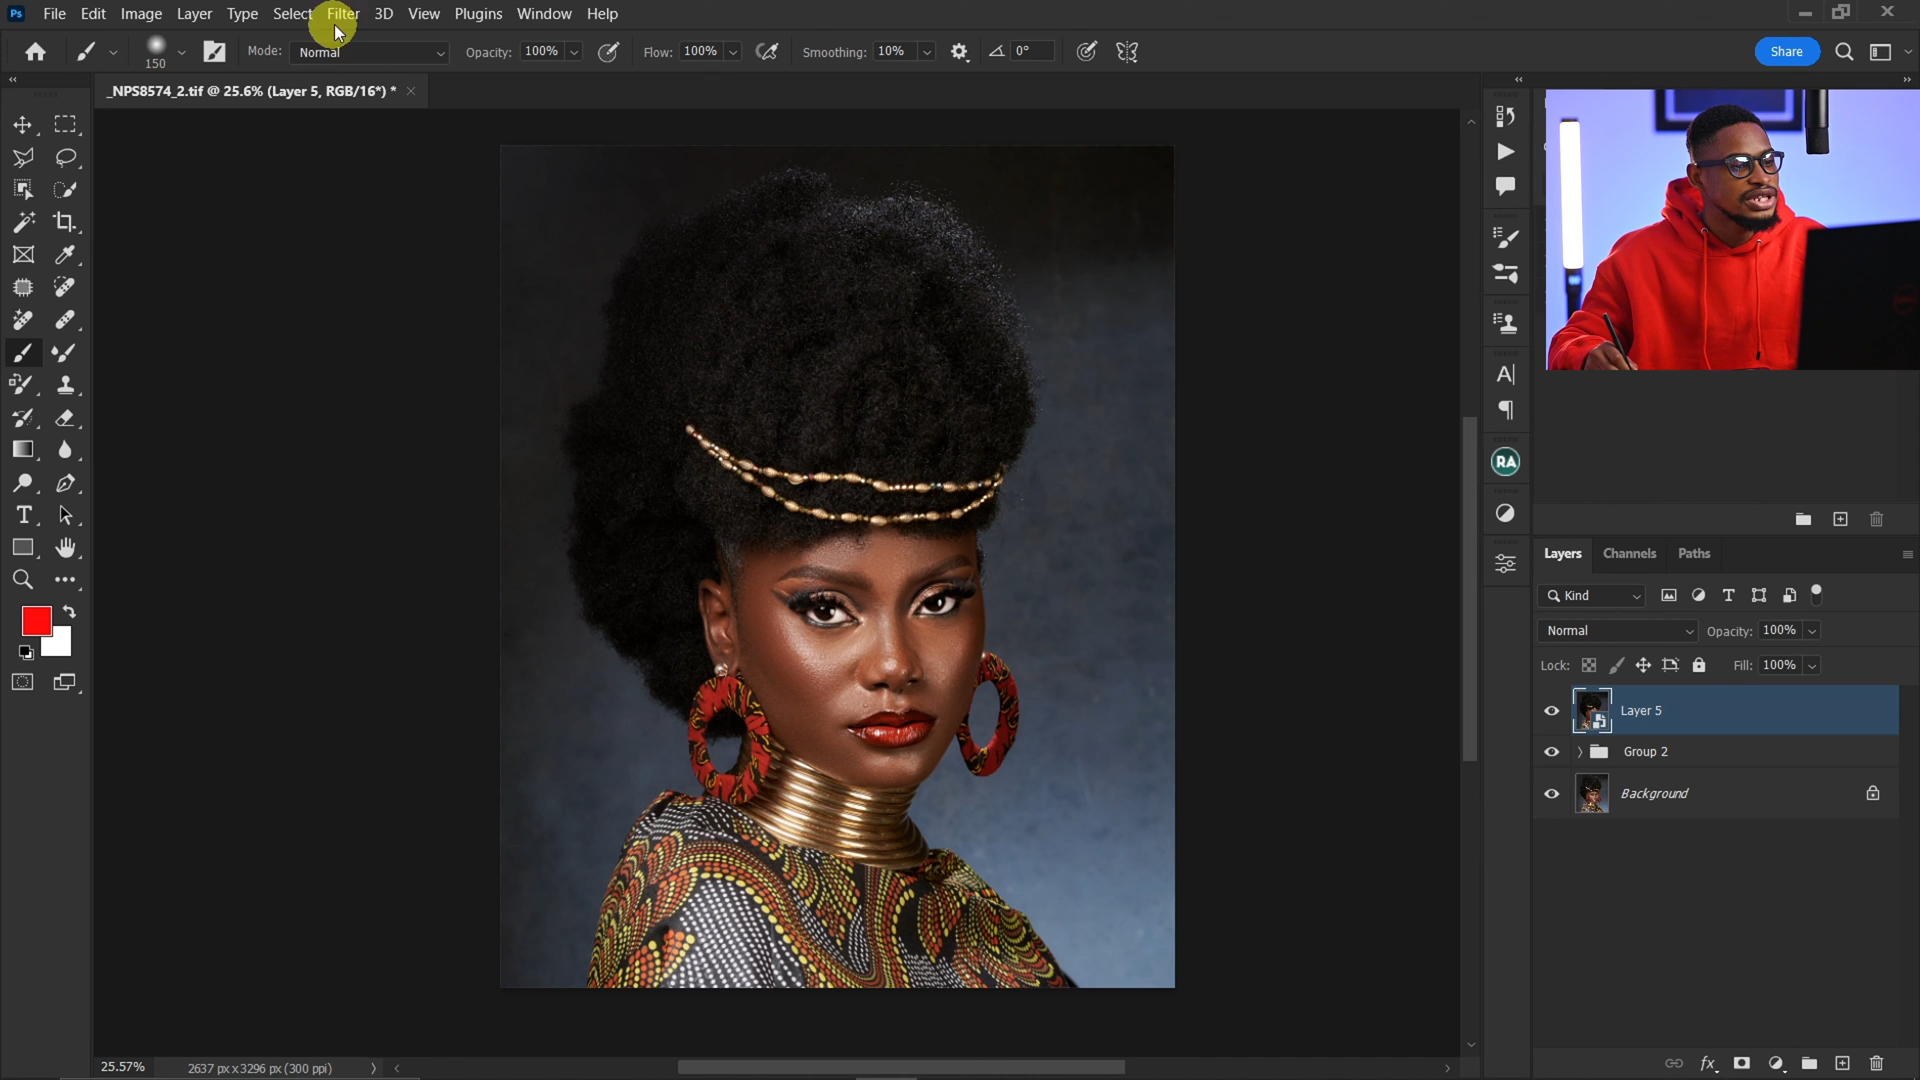 Ps File Edit Image Layer Type Select Filter 3D View Plugins Window Help
150 Mode: Normal Opacity: 100% Flow: 100% Smoothing: 10% 0° Share
_NPS8574_2.tif @ 25.6% (Layer 5, RGB/16*) *
RA
Layers Channels Paths
Kind
Normal Opacity: 100%
Lock: Fill: 100%
Layer 5
Group 2
Background
fx
25.57% 2637 px x 3296 px (300 ppi)